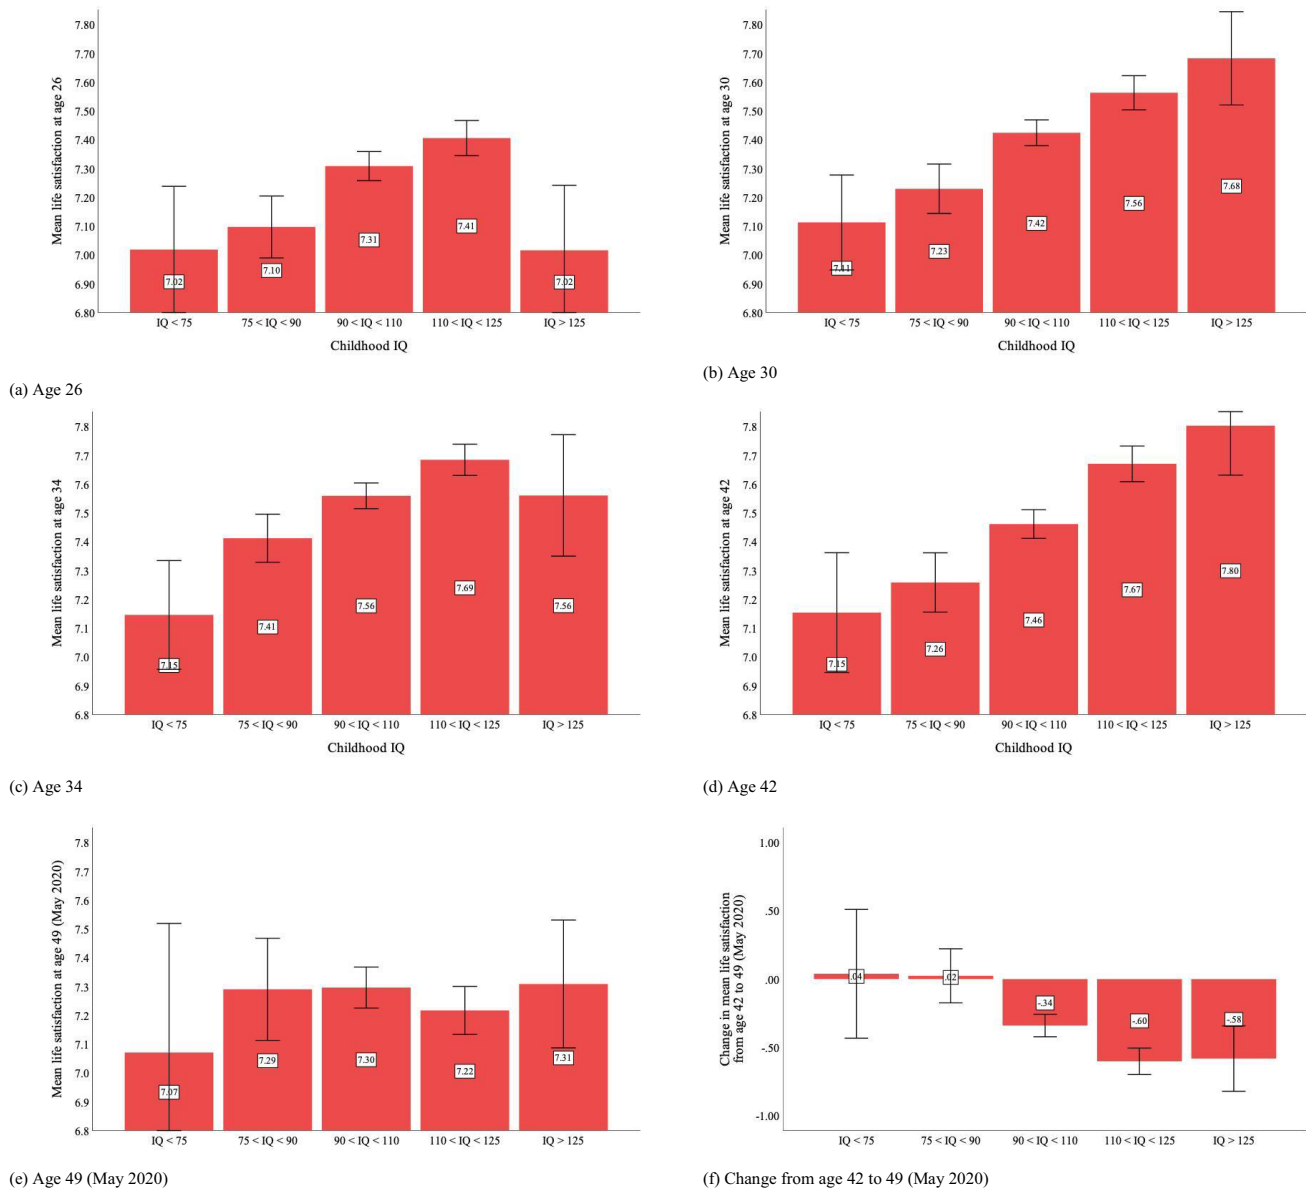 Mean life satisfaction at age 26
7.80
7.70
7.60
7.50
7.40
7.30
7.20
7.10
7.00
6.90
6.80
7.02
7.10
7.31
7.41
7.02
IQ < 75
75 < IQ < 90
90 < IQ < 110
110 < IQ < 125
IQ > 125
Childhood IQ
(a) Age 26
Mean life satisfaction at age 30
7.80
7.70
7.60
7.50
7.40
7.30
7.20
7.10
7.00
6.90
6.80
7.11
7.23
7.42
7.56
7.68
IQ < 75
75 < IQ < 90
90 < IQ < 110
110 < IQ < 125
IQ > 125
Childhood IQ
(b) Age 30
Mean life satisfaction at age 34
7.8
7.7
7.6
7.5
7.4
7.3
7.2
7.1
7.0
6.9
6.8
7.15
7.41
7.56
7.69
7.56
IQ < 75
75 < IQ < 90
90 < IQ < 110
110 < IQ < 125
IQ > 125
Childhood IQ
(c) Age 34
Mean life satisfaction at age 42
7.8
7.7
7.6
7.5
7.4
7.3
7.2
7.1
7.0
6.9
6.8
7.15
7.26
7.46
7.67
7.80
IQ < 75
75 < IQ < 90
90 < IQ < 110
110 < IQ < 125
IQ > 125
Childhood IQ
(d) Age 42
Mean life satisfaction at age 49 (May 2020)
7.8
7.7
7.6
7.5
7.4
7.3
7.2
7.1
7.0
6.9
6.8
7.07
7.29
7.30
7.22
7.31
IQ < 75
75 < IQ < 90
90 < IQ < 110
110 < IQ < 125
IQ > 125
(e) Age 49 (May 2020)
Change in mean life satisfaction
from age 42 to 49 (May 2020)
1.00
.50
.00
-.50
-1.00
.04
.02
-.34
-.60
-.58
IQ < 75
75 < IQ < 90
90 < IQ < 110
110 < IQ < 125
IQ > 125
(f) Change from age 42 to 49 (May 2020)